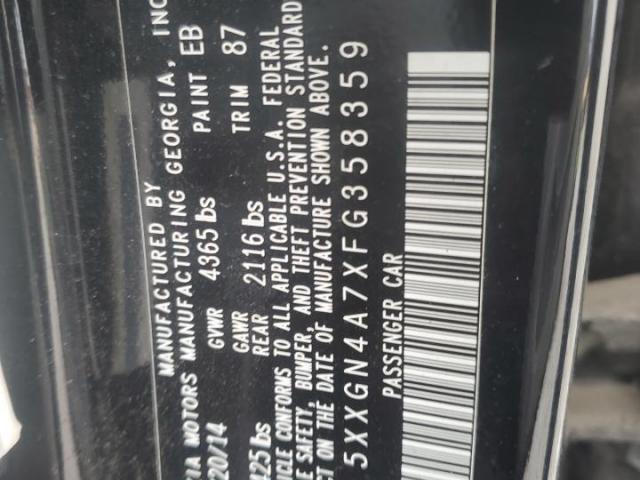 MANUFACTURED BY
KIA MOTORS MANUFACTURING GEORGIA, INC
20/14 GVWR 4365 lbs PAINT EB
GAWR
425 lbs REAR 2116 lbs TRIM 87
VEHICLE CONFORMS TO ALL APPLICABLE U.S.A. FEDERAL
SAFETY, BUMPER, AND THEFT PREVENTION STANDARD
ON THE DATE OF MANUFACTURE SHOWN ABOVE.
5XXGN4A7XFG358359
PASSENGER CAR